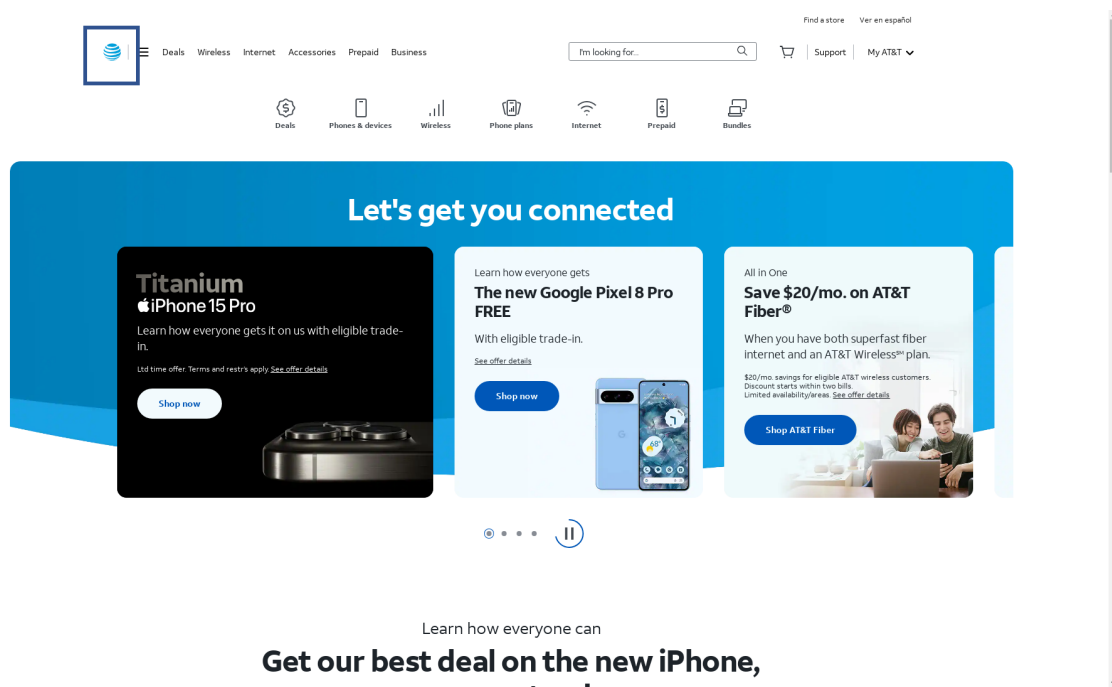 Find a store Ver en español
Deals Wireless Internet Accessories Prepaid Business I'm looking for... Support My AT&T
Deals Phones & devices Wireless Phone plans Internet Prepaid Bundles
Let's get you connected
Titanium
iPhone 15 Pro
Learn how everyone gets it on us with eligible trade-
in.
Ltd time offer. Terms and restr's apply. See offer details
Shop now
Learn how everyone gets
The new Google Pixel 8 Pro
FREE
With eligible trade-in.
See offer details
Shop now
68°
All in One
Save $20/mo. on AT&T
Fiber®
When you have both superfast fiber
internet and an AT&T Wireless℠ plan.
$20/mo. savings for eligible AT&T wireless customers.
Discount starts within two bills.
Limited availability/areas. See offer details
Shop AT&T Fiber
Learn how everyone can
Get our best deal on the new iPhone,